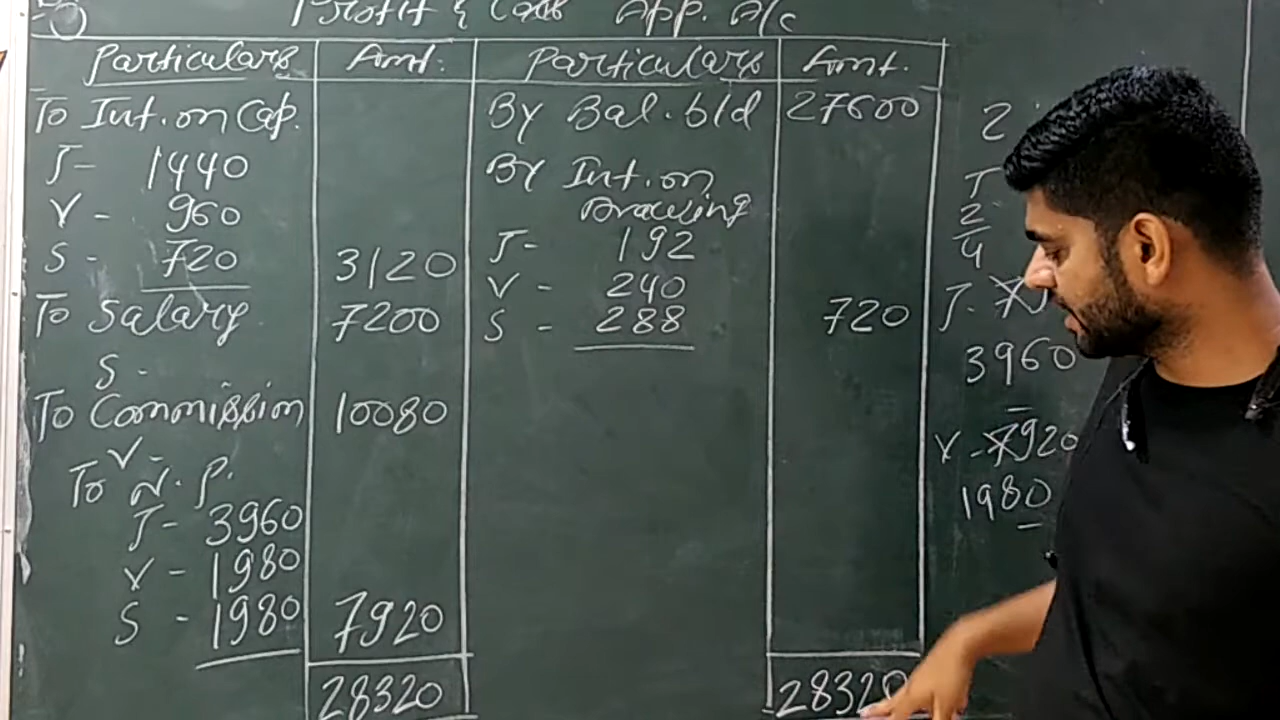 Profit & Loss App. A/c
Particulars Amt. Particulars Amt.
To Int. on Cap. By Bal. b/d 27600
J- 1440 By Int. on
V - 960 Drawing
S - 720 3120 J- 192
To Salary 7200 V - 240
S - S - 288 720
To Commission 10080
V -
To N. P.
J- 3960
V - 1980
S - 1980 7920
28320 28320
2
2
4
J-
3960
V - 7920
1980